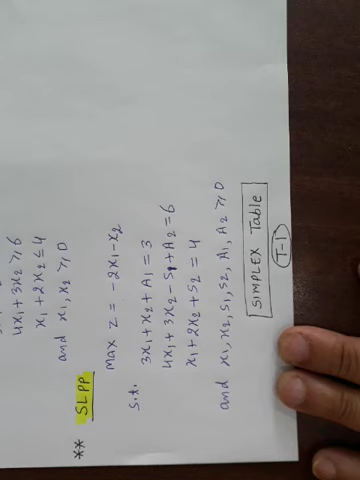 4x1+3x2 ≥ 6
x1+2x2 ≤ 4
and x1, x2 ≥ 0
** SLPP
max z = -2x1-x2
s.t.
3x1+x2+A1 = 3
4x1+3x2-S1+A2 = 6
x1+2x2+S2 = 4
and x1, x2, S1, S2, A1, A2 ≥ 0
SIMPLEX Table
T-1